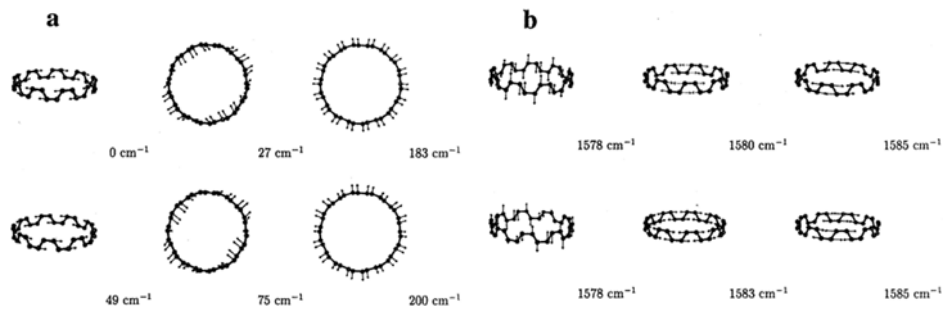 a
b
0 cm⁻¹ 27 cm⁻¹ 183 cm⁻¹
1578 cm⁻¹ 1580 cm⁻¹ 1585 cm⁻¹
49 cm⁻¹ 75 cm⁻¹ 200 cm⁻¹
1578 cm⁻¹ 1583 cm⁻¹ 1585 cm⁻¹